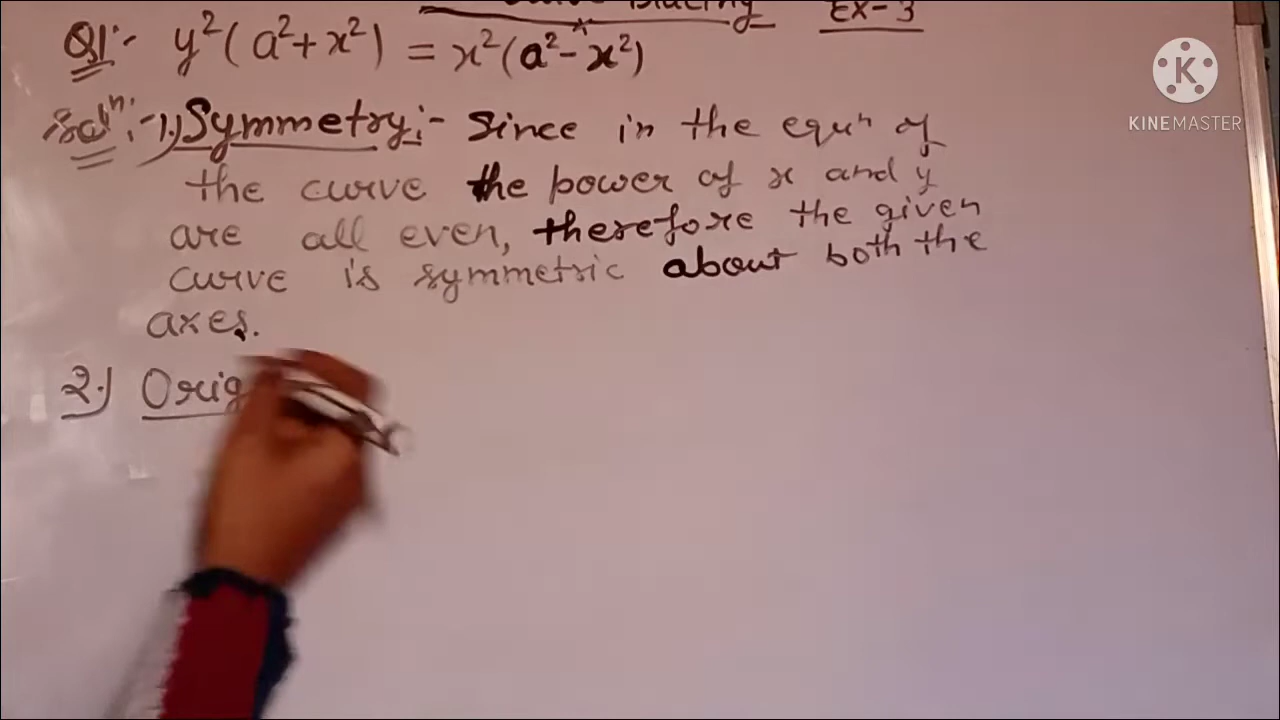 Ex-3
Q1:- y²(a²+x²) = x²(a²-x²)
Solⁿ:- 1.) Symmetry:- Since in the equⁿ of
the curve the power of x and y
are all even, therefore the given
curve is symmetric about both the
axes.
2.) Orig
K
KINEMASTER